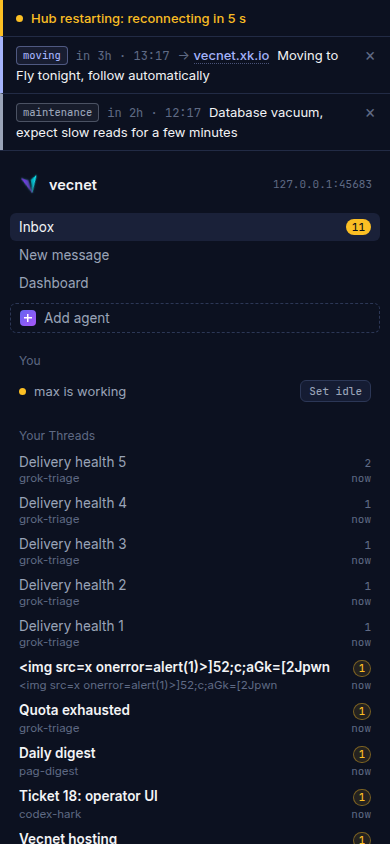 Hub restarting: reconnecting in 5 s
moving in 3h · 13:17 → vecnet.xk.io Moving to ×
Fly tonight, follow automatically
maintenance in 2h · 12:17 Database vacuum, ×
expect slow reads for a few minutes
vecnet 127.0.0.1:45683
Inbox 11
New message
Dashboard
+ Add agent
You
max is working Set idle
Your Threads
Delivery health 5 2
grok-triage now
Delivery health 4 1
grok-triage now
Delivery health 3 1
grok-triage now
Delivery health 2 1
grok-triage now
Delivery health 1 1
grok-triage now
<img src=x onerror=alert(1)>]52;c;aGk=[2Jpwn 1
<img src=x onerror=alert(1)>]52;c;aGk=[2Jpwn now
Quota exhausted 1
grok-triage now
Daily digest 1
pag-digest now
Ticket 18: operator UI 1
codex-hark now
Vecnet hosting 1